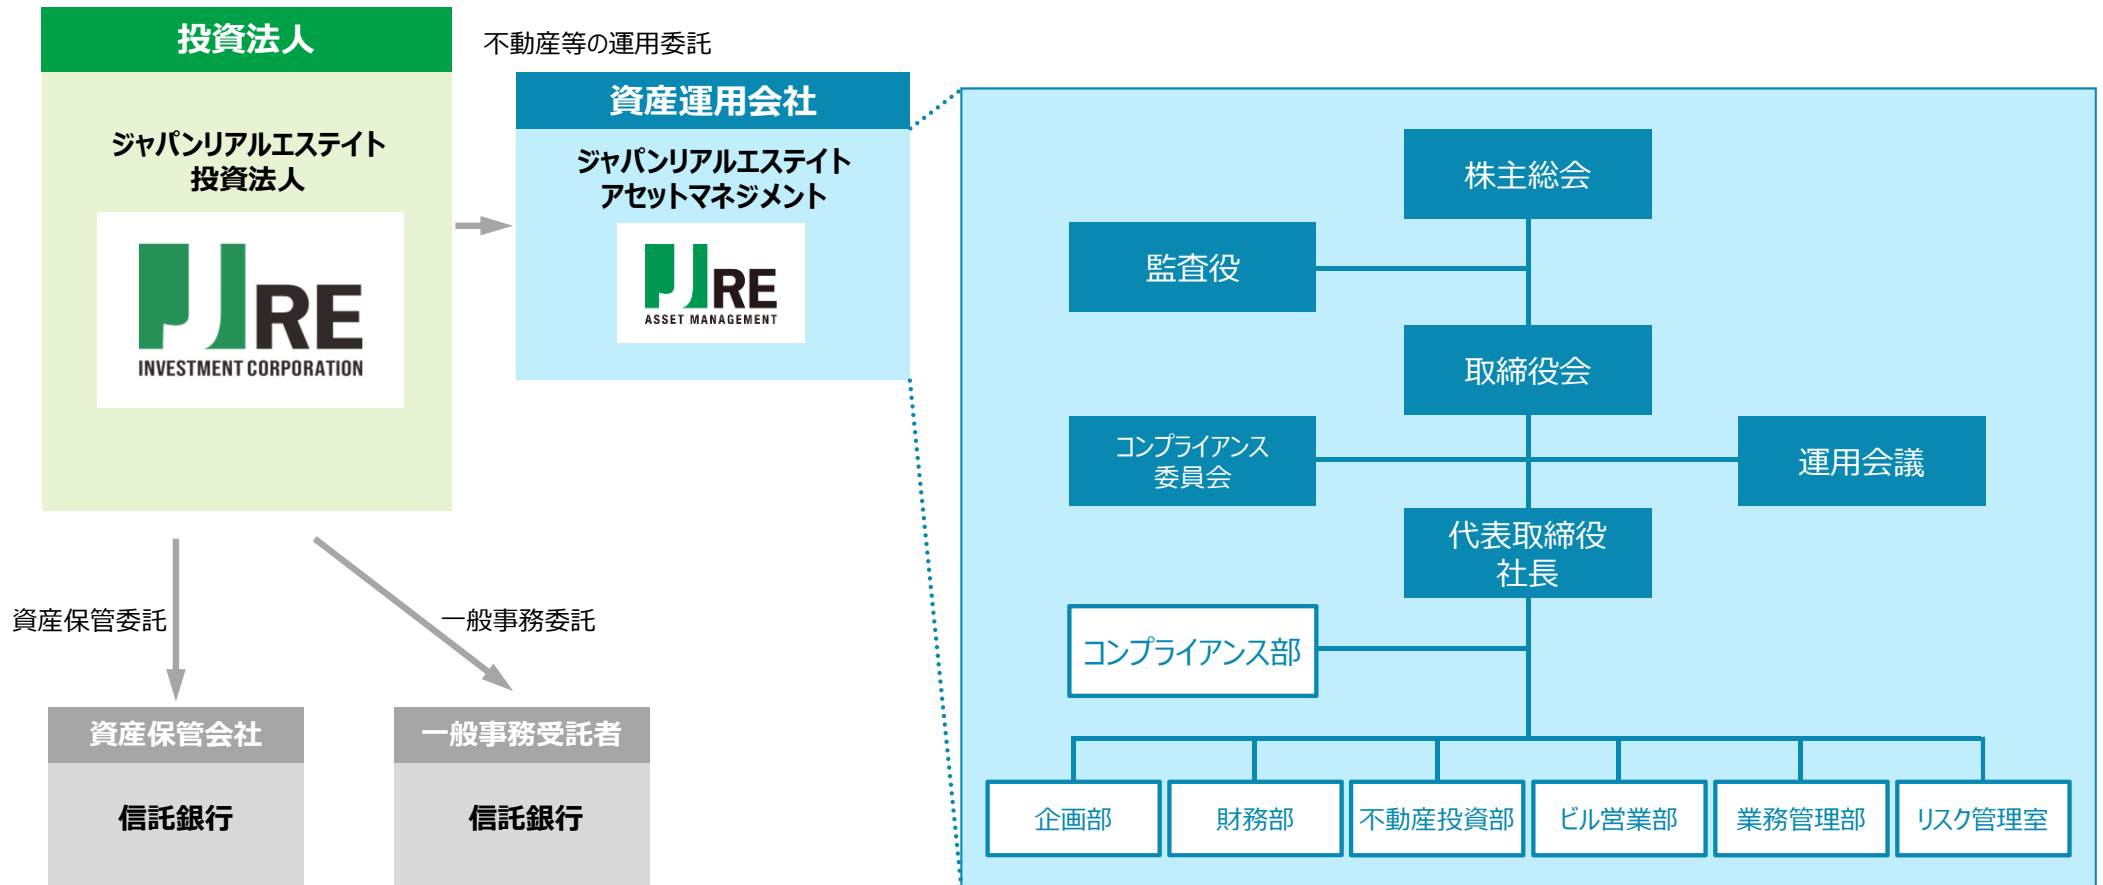 投資法人
ジャパンリアルエステイト
投資法人
JRE
INVESTMENT CORPORATION
不動産等の運用委託
資産運用会社
ジャパンリアルエステイト
アセットマネジメント
JRE
ASSET MANAGEMENT
資産保管委託
一般事務委託
資産保管会社
信託銀行
一般事務受託者
信託銀行
株主総会
監査役
取締役会
コンプライアンス
委員会
運用会議
代表取締役
社長
コンプライアンス部
企画部
財務部
不動産投資部
ビル営業部
業務管理部
リスク管理室